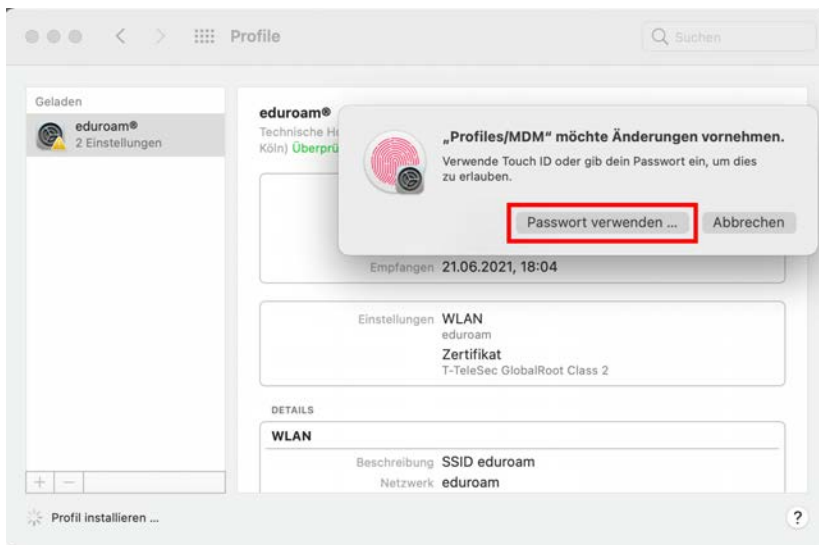 Profile
Suchen
Geladen
eduroam®
2 Einstellungen
eduroam®
Technische
Köln) Überprü
„Profiles/MDM“ möchte Änderungen vornehmen.
Verwende Touch ID oder gib dein Passwort ein, um dies
zu erlauben.
Passwort verwenden ...
Abbrechen
Empfangen 21.06.2021, 18:04
Einstellungen WLAN
eduroam
Zertifikat
T-TeleSec GlobalRoot Class 2
DETAILS
WLAN
Beschreibung SSID eduroam
Netzwerk eduroam
+ −
Profil installieren ...
?